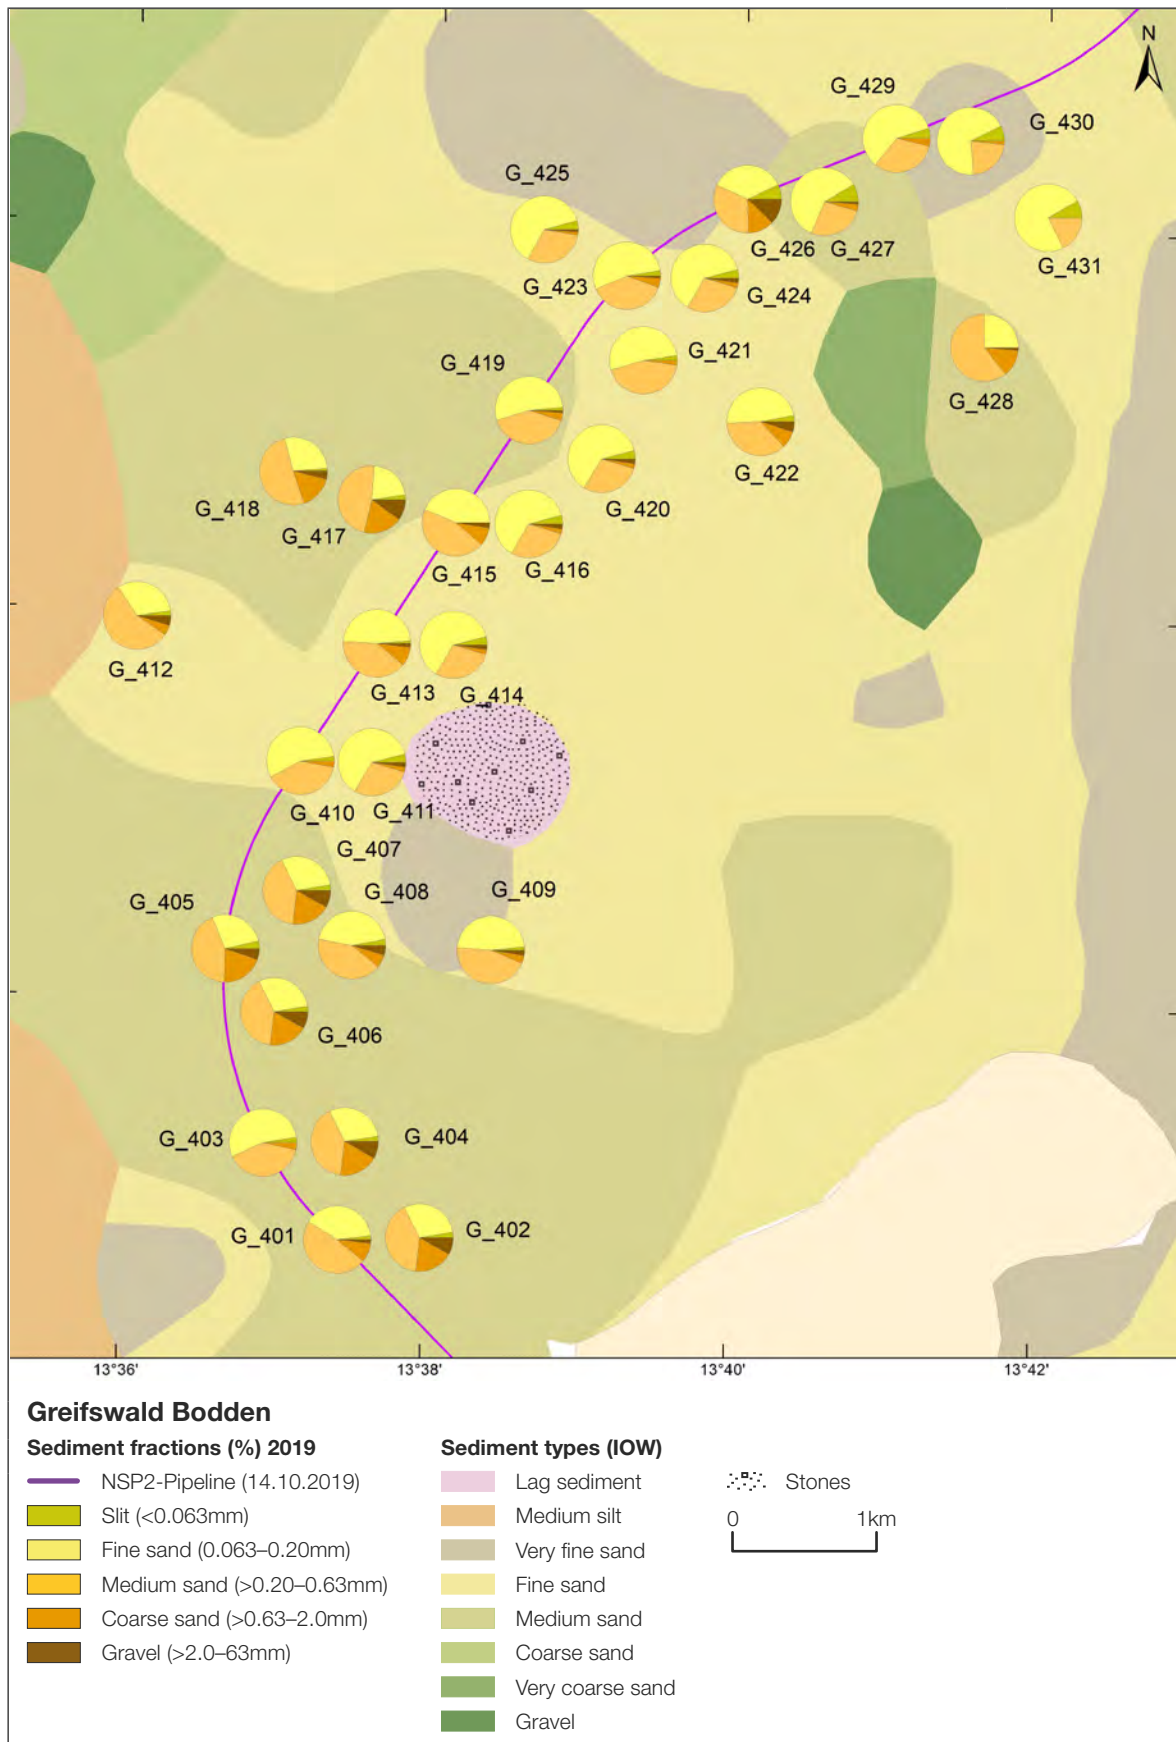 N
G_429
G_430
G_425
G_426
G_427
G_431
G_423
G_424
G_421
G_419
G_428
G_422
G_418
G_420
G_417
G_415
G_416
G_412
G_413
G_414
G_410
G_411
G_407
G_408
G_409
G_405
G_406
G_403
G_404
G_401
G_402
13°36'
13°38'
13°40'
13°42'
Greifswald Bodden
Sediment fractions (%) 2019
NSP2-Pipeline (14.10.2019)
Slit (<0.063mm)
Fine sand (0.063–0.20mm)
Medium sand (>0.20–0.63mm)
Coarse sand (>0.63–2.0mm)
Gravel (>2.0–63mm)
Sediment types (IOW)
Lag sediment
Medium silt
Very fine sand
Fine sand
Medium sand
Coarse sand
Very coarse sand
Gravel
Stones
0 1km